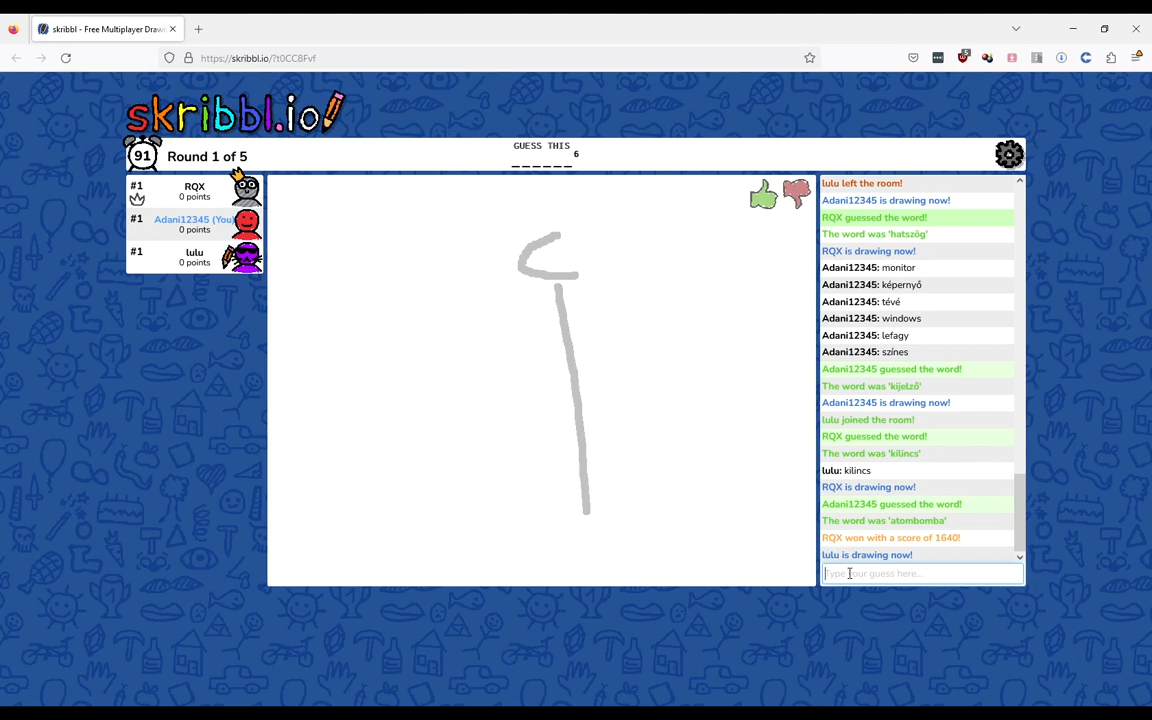 skribbl - Free Multiplayer Drawi
https://skribbl.io/?t0CC8Fvf
5
skribbl.io
91
Round 1 of 5
GUESS THIS
______ 6
#1
RQX
0 points
#1
Adani12345 (You)
0 points
#1
lulu
0 points
lulu left the room!
Adani12345 is drawing now!
RQX guessed the word!
The word was 'hatszög'
RQX is drawing now!
Adani12345: monitor
Adani12345: képernyő
Adani12345: tévé
Adani12345: windows
Adani12345: lefagy
Adani12345: színes
Adani12345 guessed the word!
The word was 'kijelző'
Adani12345 is drawing now!
lulu joined the room!
RQX guessed the word!
The word was 'kilincs'
lulu: kilincs
RQX is drawing now!
Adani12345 guessed the word!
The word was 'atombomba'
RQX won with a score of 1640!
lulu is drawing now!
Type your guess here...